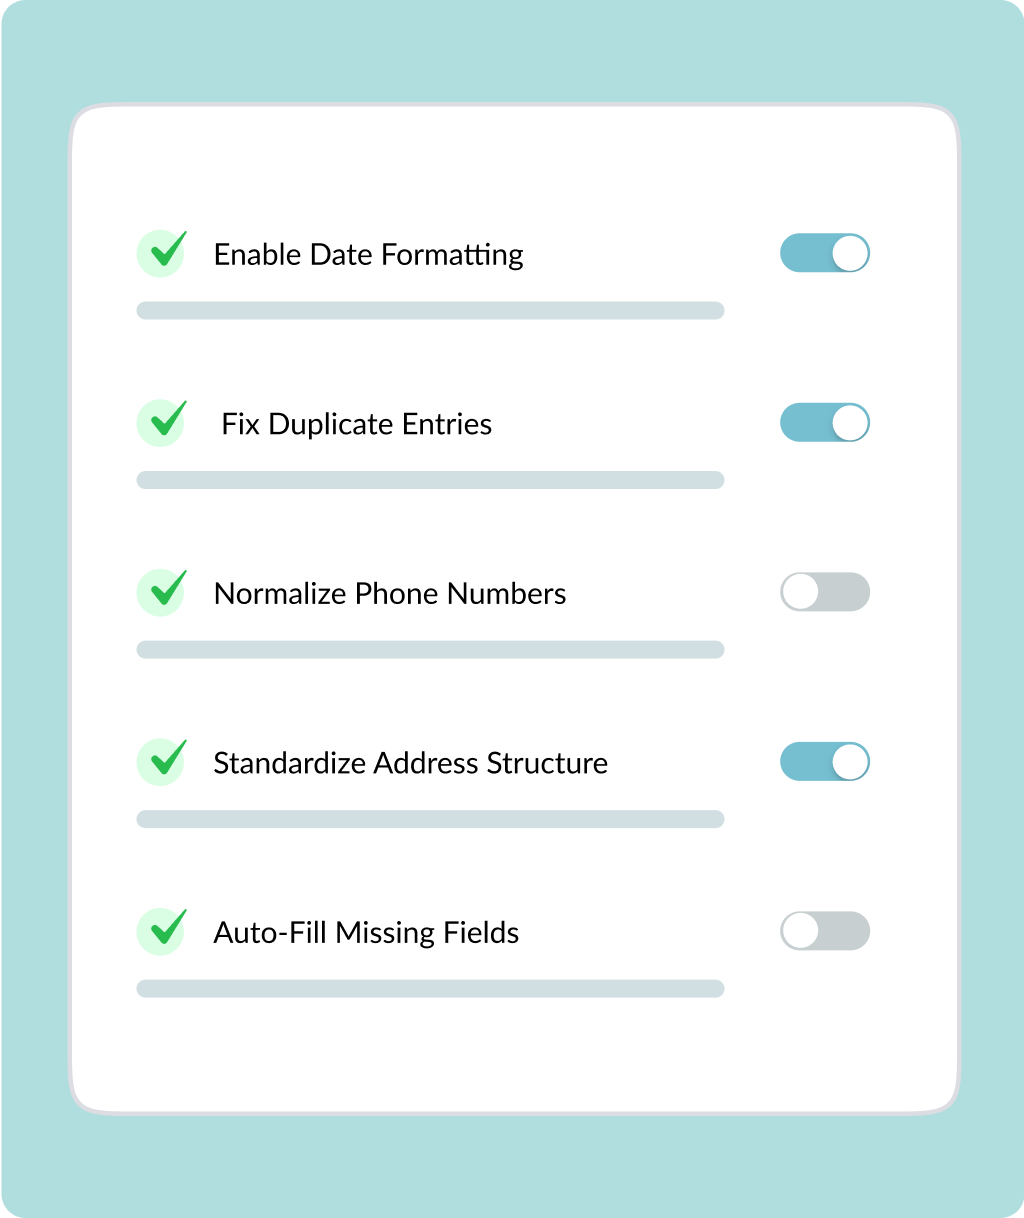 Enable Date Formatting
Fix Duplicate Entries
Normalize Phone Numbers
Standardize Address Structure
Auto-Fill Missing Fields